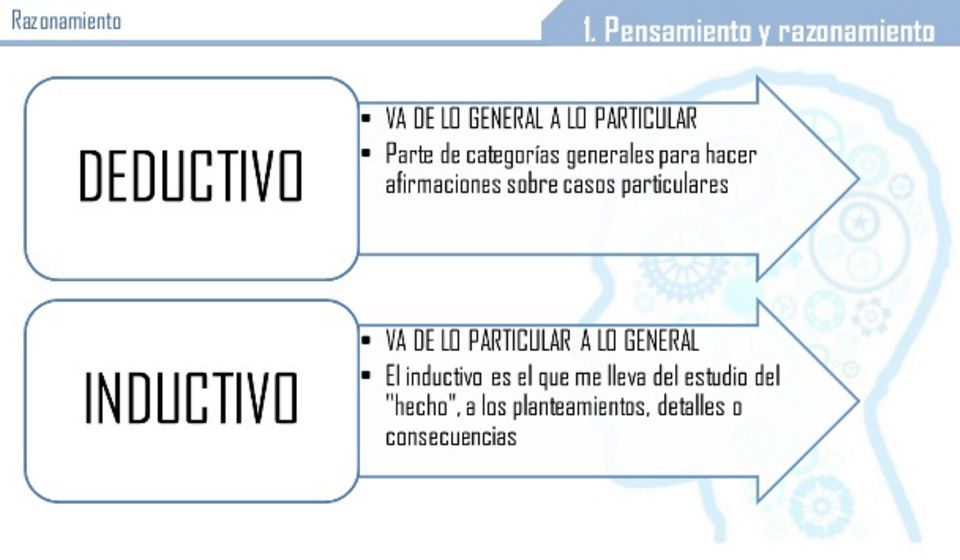 Razonamiento
1. Pensamiento y razonamiento
DEDUCTIVO
▪ VA DE LO GENERAL A LO PARTICULAR
▪ Parte de categorías generales para hacer
afirmaciones sobre casos particulares
INDUCTIVO
▪ VA DE LO PARTICULAR A LO GENERAL
▪ El inductivo es el que me lleva del estudio del
"hecho", a los planteamientos, detalles o
consecuencias